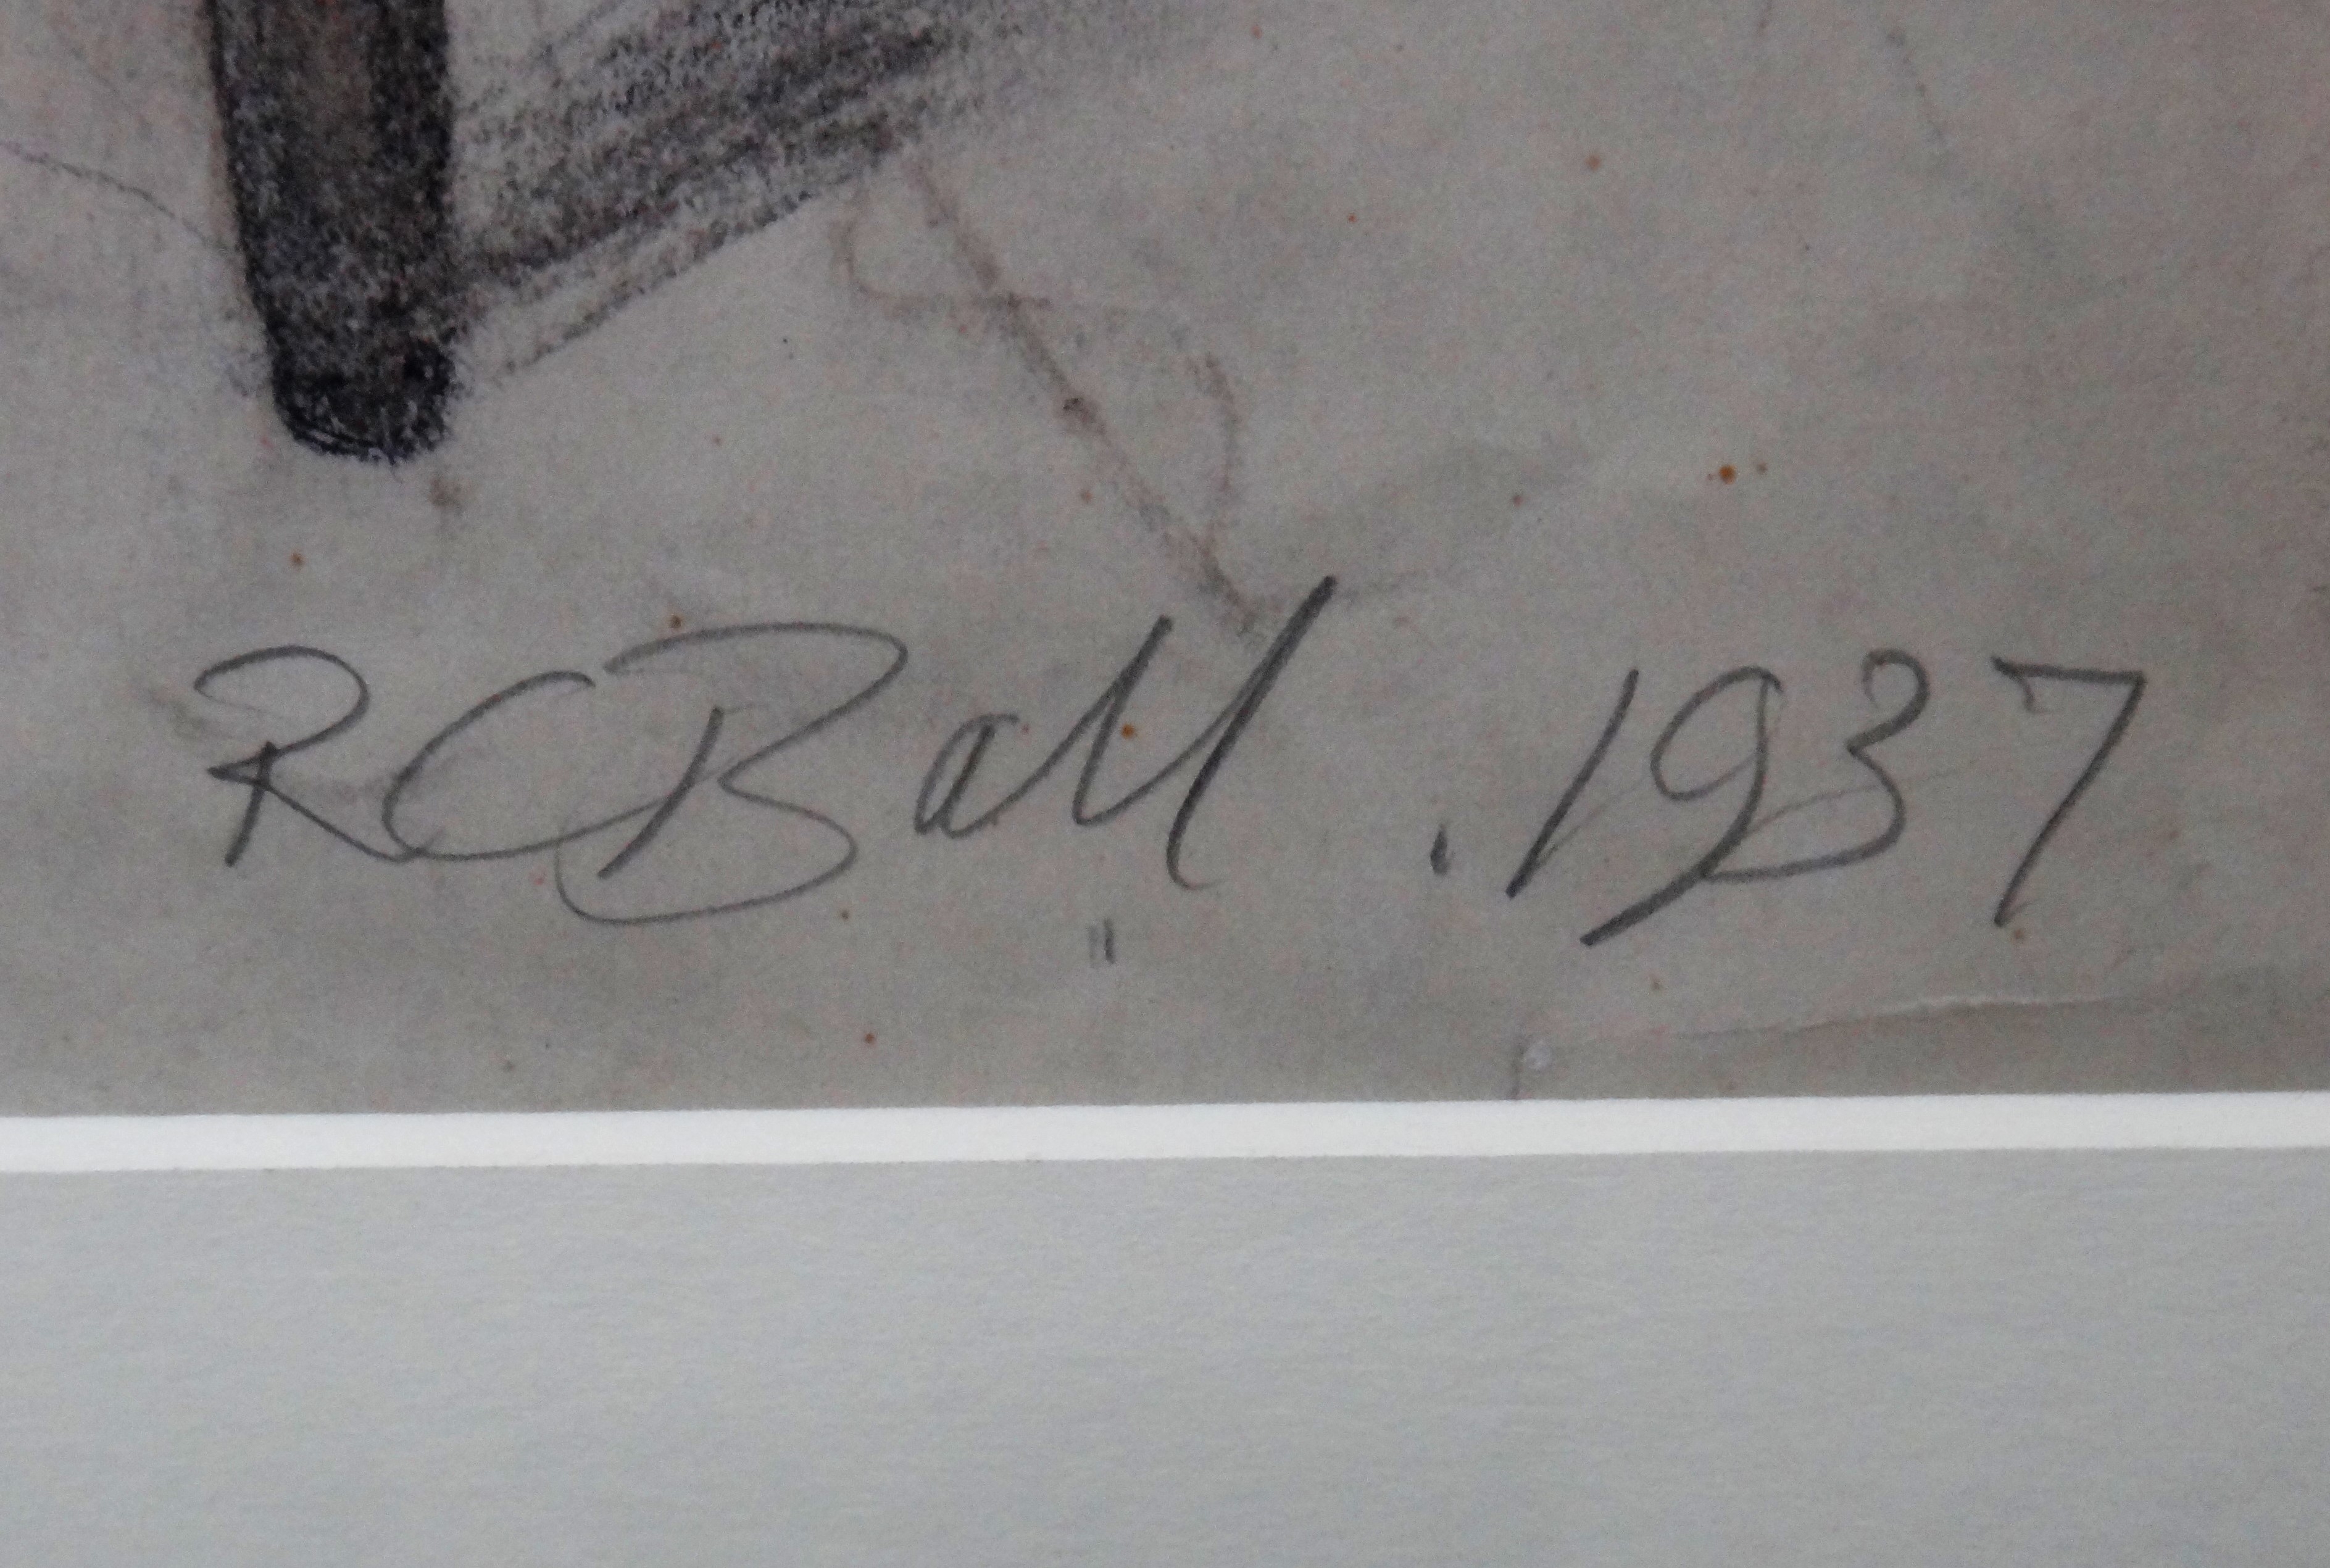 RCBall . 1937